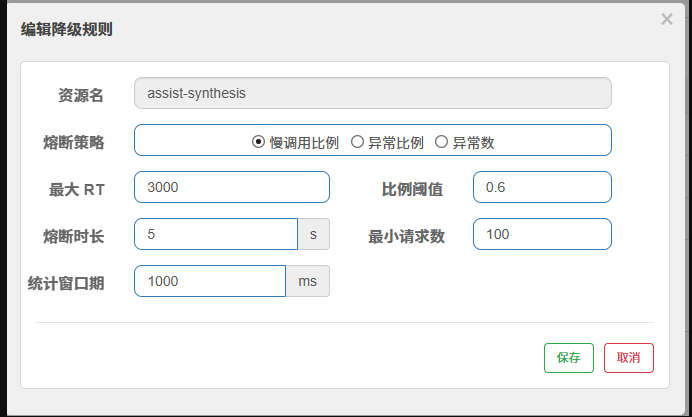 编辑降级规则
×
资源名 assist-synthesis
熔断策略 慢调用比例 异常比例 异常数
最大 RT 3000 比例阈值 0.6
熔断时长 5 s 最小请求数 100
统计窗口期 1000 ms
保存 取消